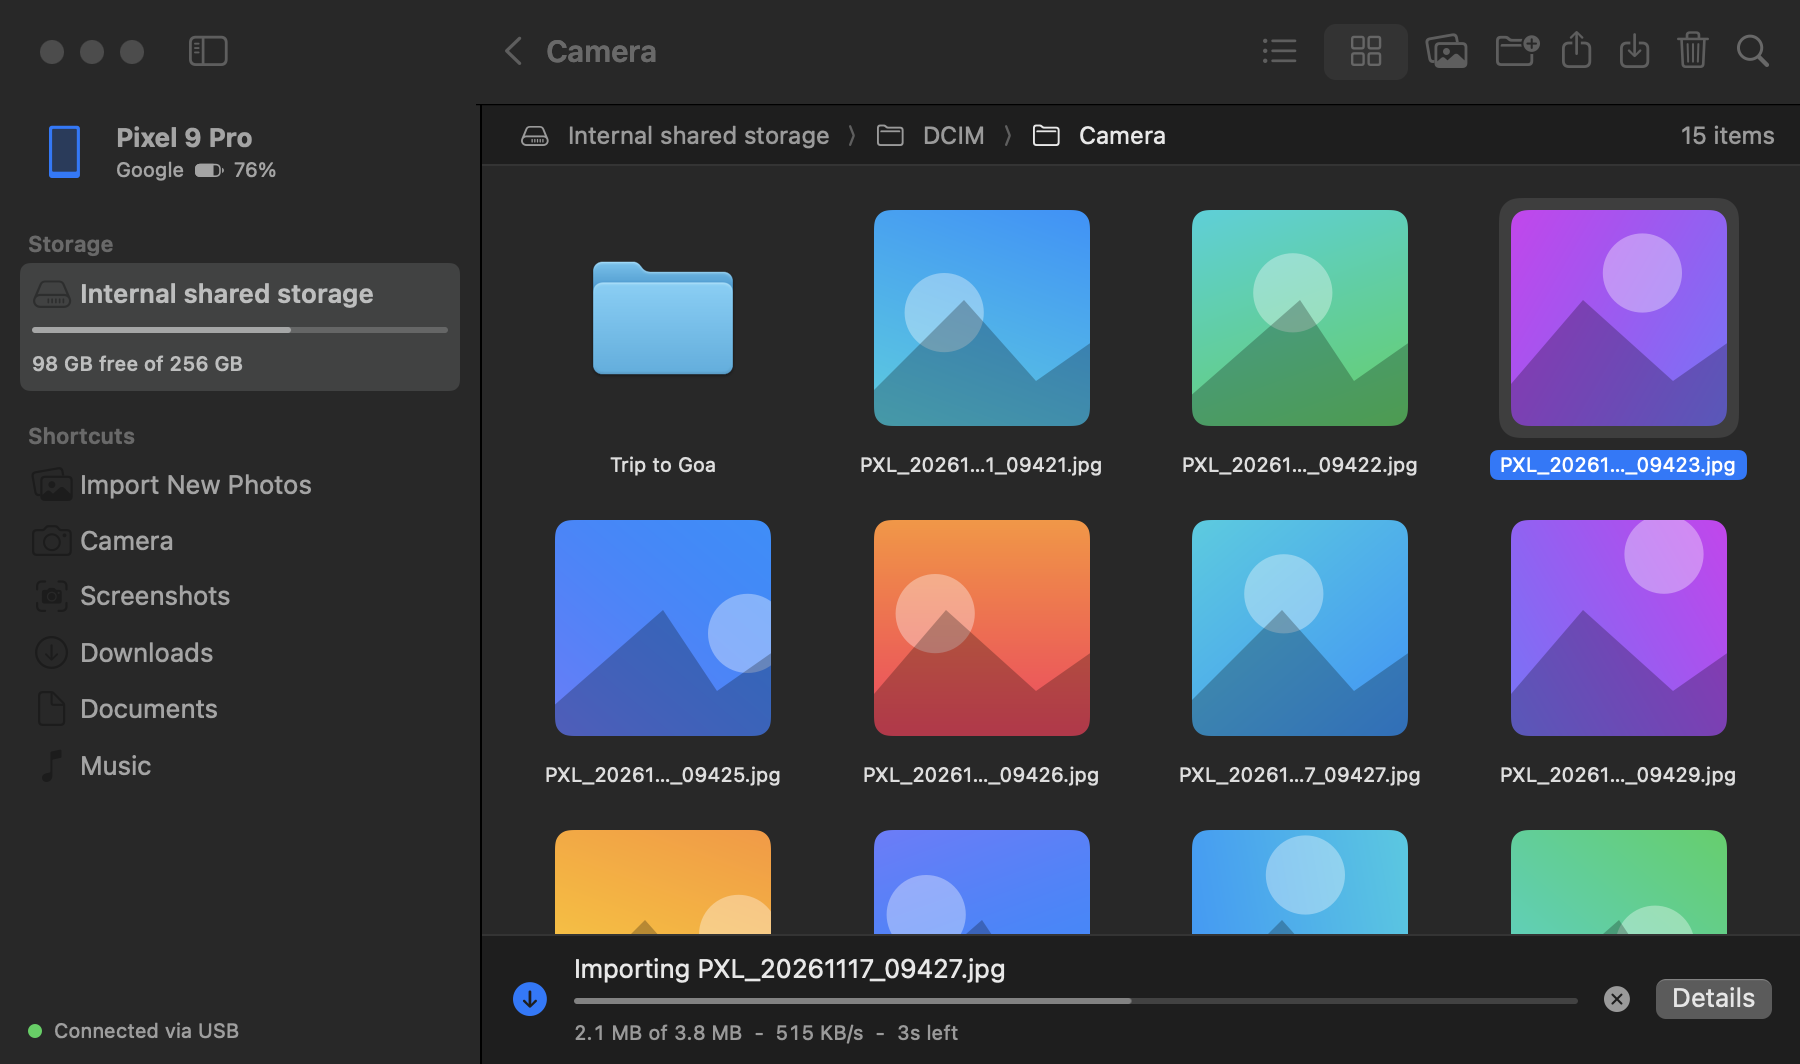 Camera
Pixel 9 Pro
Google 76%
Storage
Internal shared storage
98 GB free of 256 GB
Shortcuts
Import New Photos
Camera
Screenshots
Downloads
Documents
Music
Connected via USB
Internal shared storage 〉 DCIM 〉 Camera
15 items
Trip to Goa
PXL_20261...1_09421.jpg
PXL_20261..._09422.jpg
PXL_20261..._09423.jpg
PXL_20261..._09425.jpg
PXL_20261..._09426.jpg
PXL_20261...7_09427.jpg
PXL_20261..._09429.jpg
Importing PXL_20261117_09427.jpg
2.1 MB of 3.8 MB - 515 KB/s - 3s left
Details